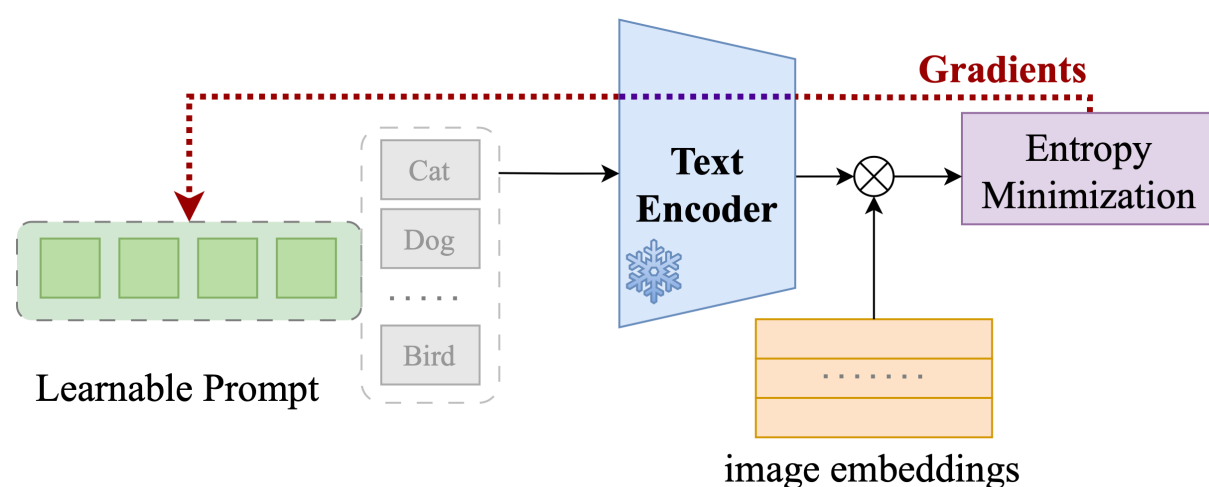 Gradients
Entropy
Minimization
Text
Encoder
Cat
Dog
.....
Bird
Learnable Prompt
.......
image embeddings